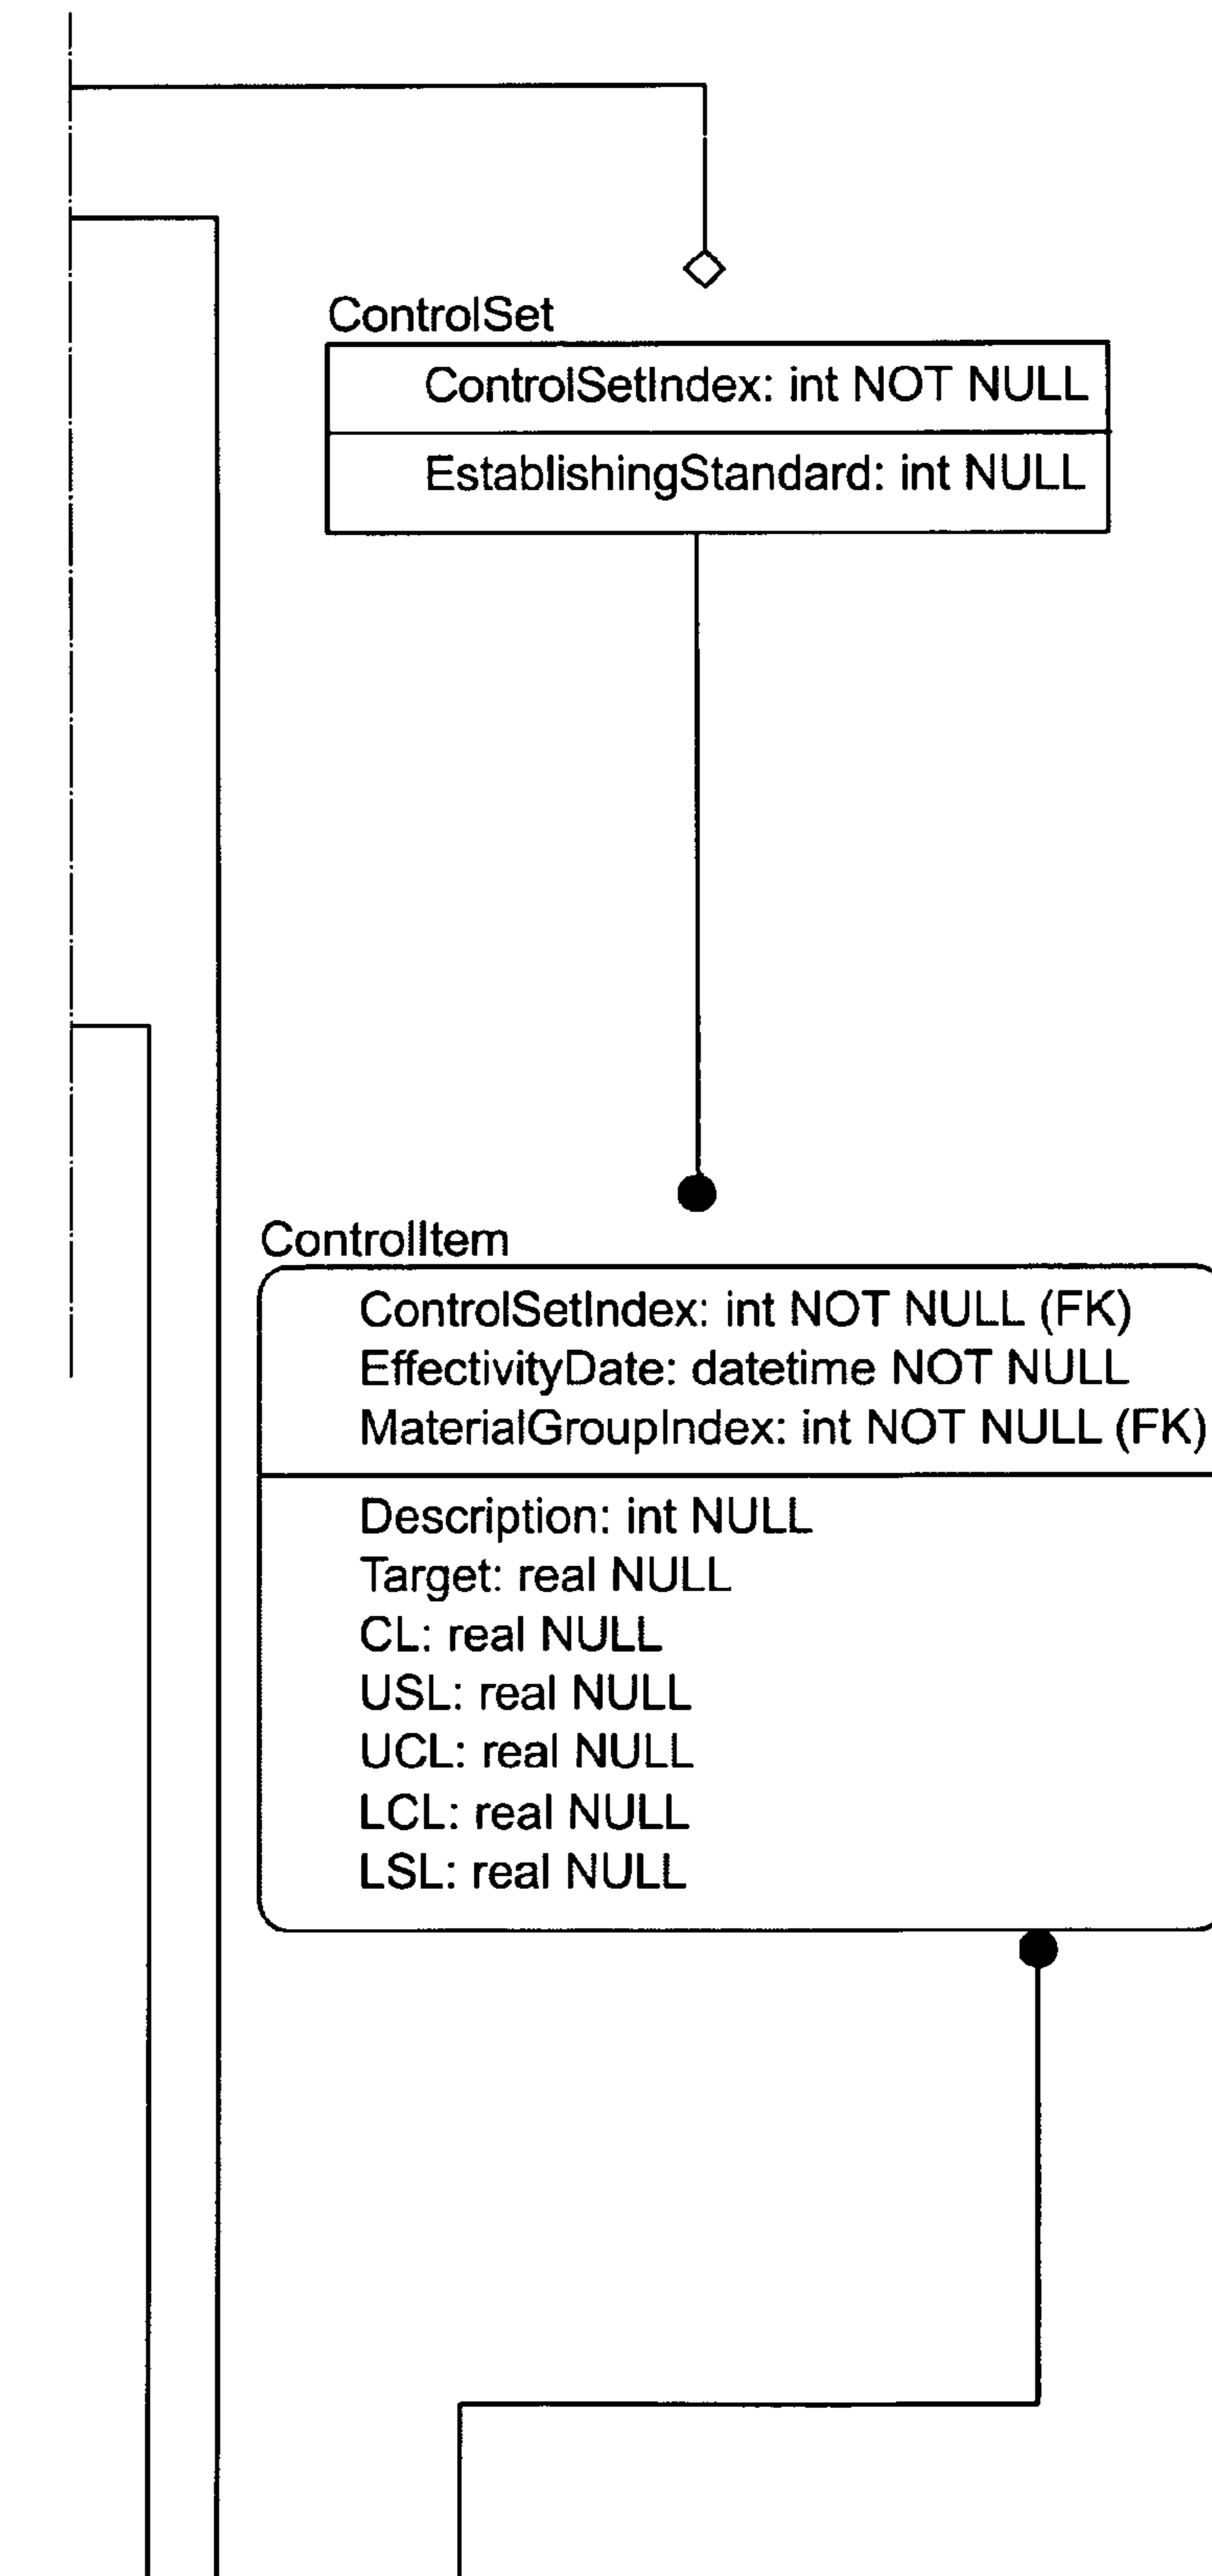 ControlSet
ControlSetIndex: int NOT NULL
EstablishingStandard: int NULL
ControlItem
ControlSetIndex: int NOT NULL (FK)
EffectivityDate: datetime NOT NULL
MaterialGroupIndex: int NOT NULL (FK)
Description: int NULL
Target: real NULL
CL: real NULL
USL: real NULL
UCL: real NULL
LCL: real NULL
LSL: real NULL